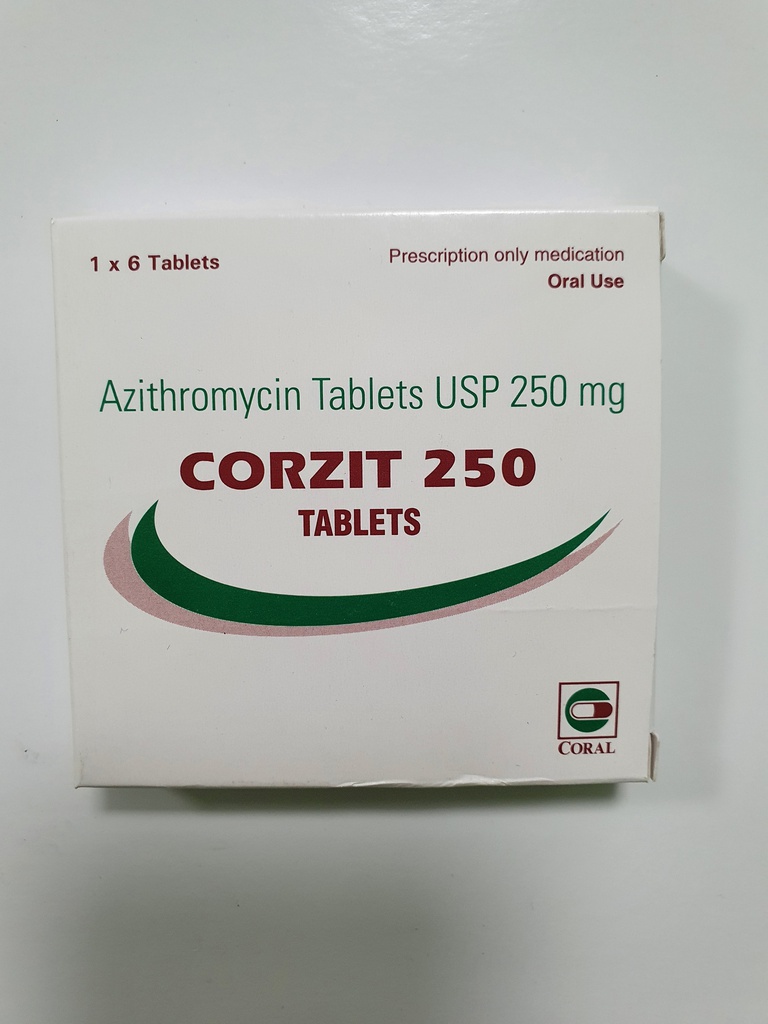 1 x 6 Tablets
Prescription only medication
Oral Use
Azithromycin Tablets USP 250 mg
CORZIT 250
TABLETS
CORAL